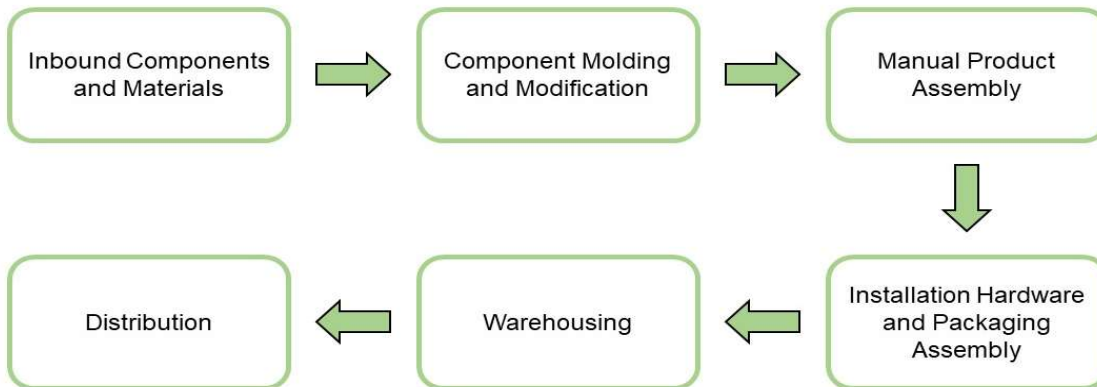 Inbound Components
and Materials
Component Molding
and Modification
Manual Product
Assembly
Installation Hardware
and Packaging
Assembly
Warehousing
Distribution